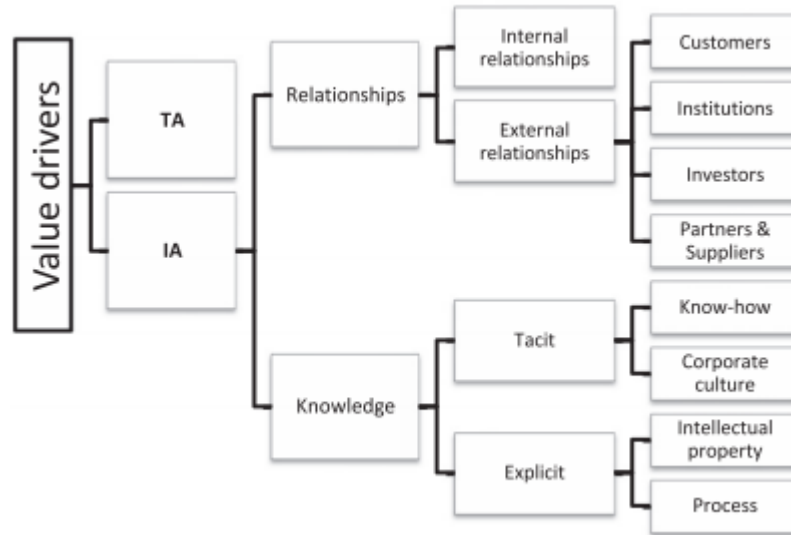 Value drivers
TA
IA
Relationships
Knowledge
Internal
relationships
External
relationships
Tacit
Explicit
Customers
Institutions
Investors
Partners &
Suppliers
Know-how
Corporate
culture
Intellectual
property
Process